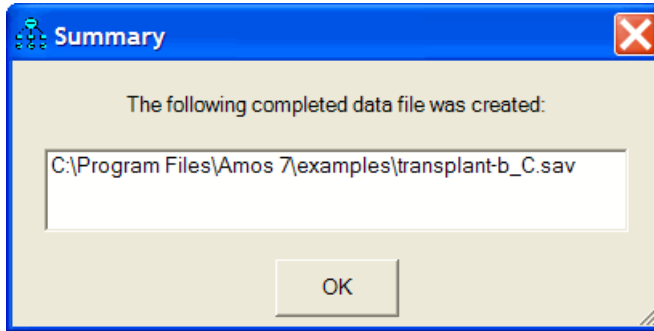 Summary
The following completed data file was created:
C:\Program Files\Amos 7\examples\transplant-b_C.sav
OK